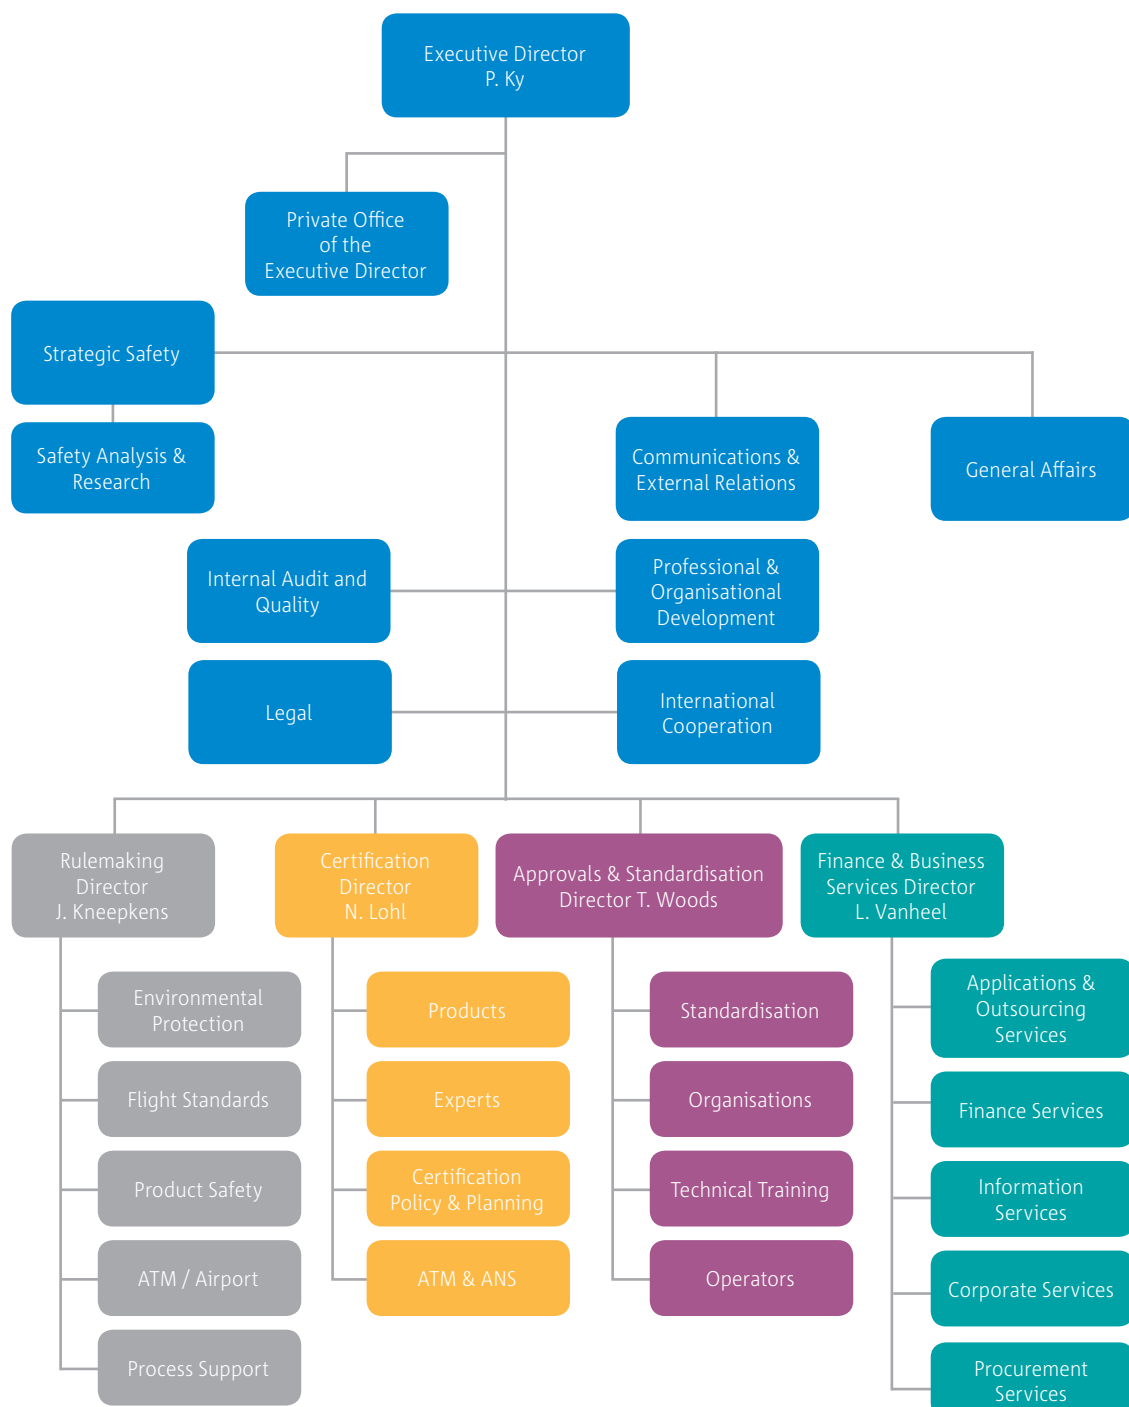 Executive Director
P. Ky
Private Office
of the
Executive Director
Strategic Safety
Safety Analysis &
Research
Communications &
External Relations
General Affairs
Internal Audit and
Quality
Professional &
Organisational
Development
Legal
International
Cooperation
Rulemaking
Director
J. Kneepkens
Certification
Director
N. Lohl
Approvals & Standardisation
Director T. Woods
Finance & Business
Services Director
L. Vanheel
Environmental
Protection
Flight Standards
Product Safety
ATM / Airport
Process Support
Products
Experts
Certification
Policy & Planning
ATM & ANS
Standardisation
Organisations
Technical Training
Operators
Applications &
Outsourcing
Services
Finance Services
Information
Services
Corporate Services
Procurement
Services